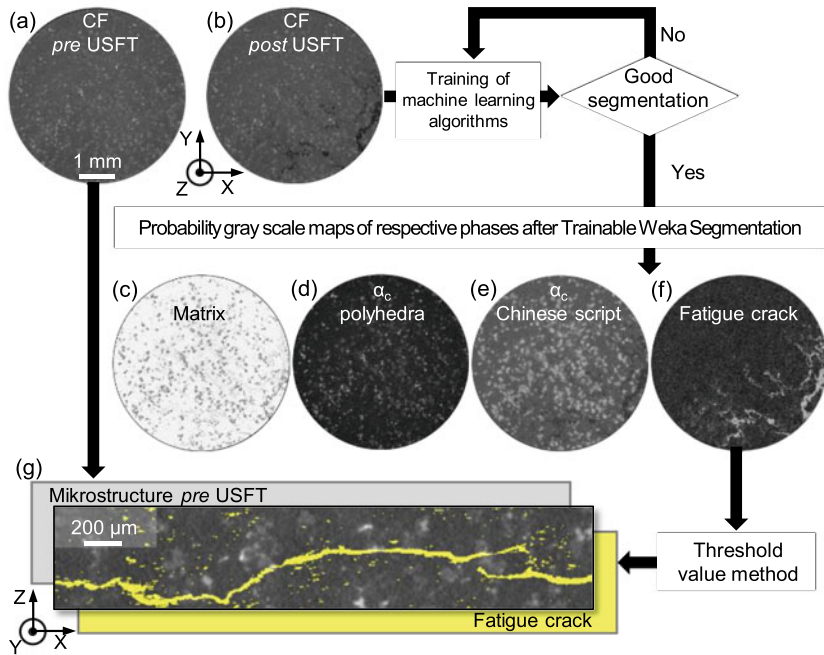 (a)
CF
pre USFT
1 mm
(b)
CF
post USFT
Y
Z
X
Training of
machine learning
algorithms
No
Good
segmentation
Yes
Probability gray scale maps of respective phases after Trainable Weka Segmentation
(c)
Matrix
(d)
αc
polyhedra
(e)
αc
Chinese script
(f)
Fatigue crack
(g)
Mikrostructure pre USFT
200 µm
Threshold
value method
Z
Y
X
Fatigue crack